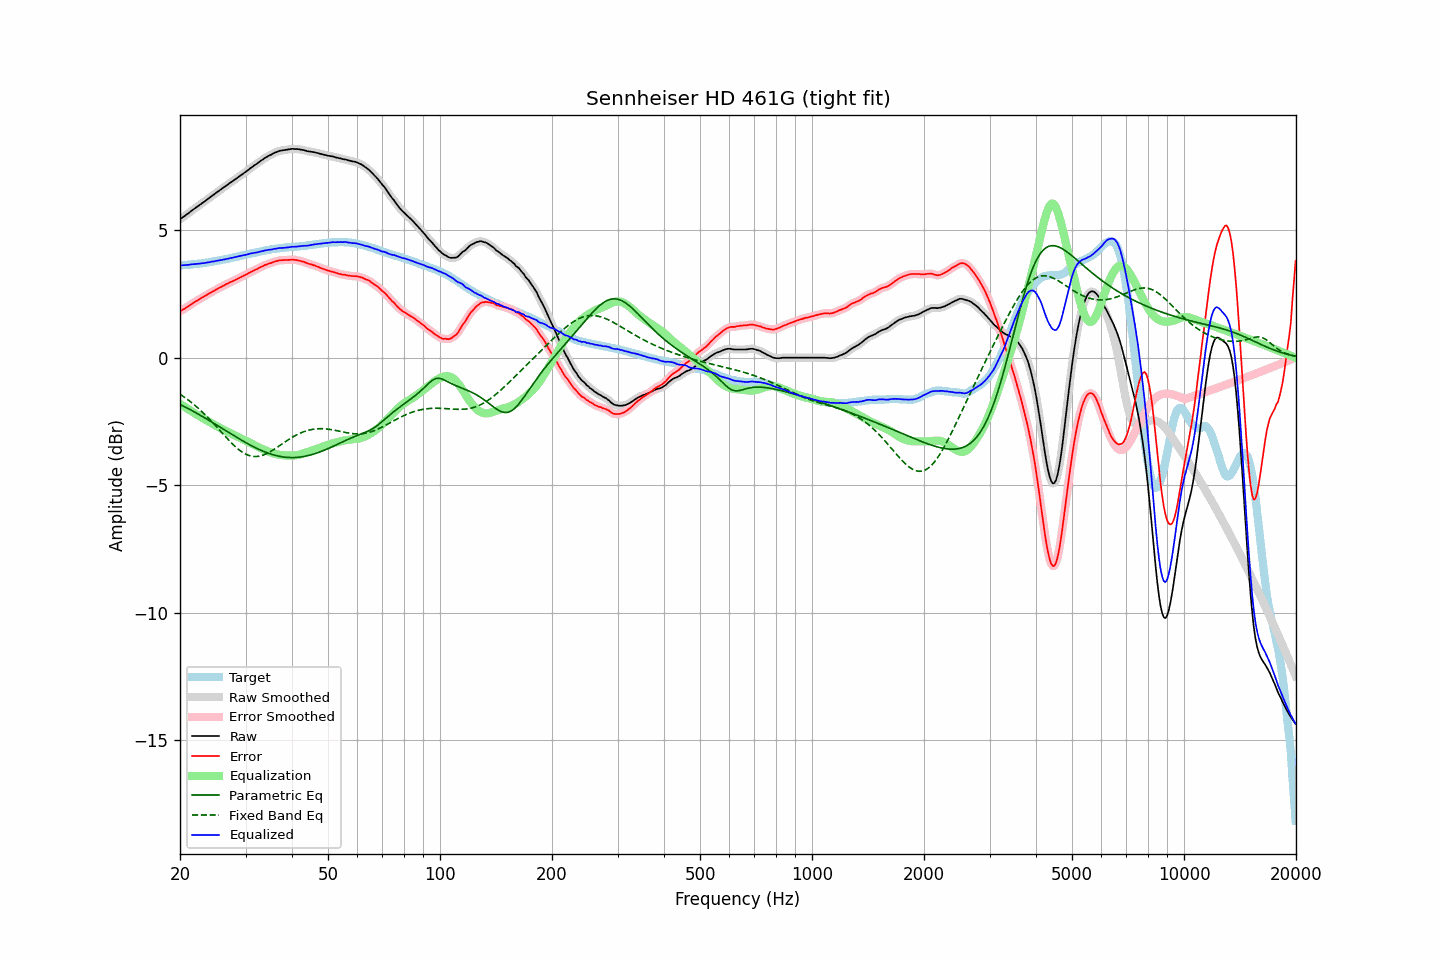 Sennheiser HD 461G (tight fit)
Amplitude (dBr)
5
0
−5
−10
−15
Target
Raw Smoothed
Error Smoothed
Raw
Error
Equalization
Parametric Eq
Fixed Band Eq
Equalized
20 50 100 200 500 1000 2000 5000 10000 20000
Frequency (Hz)